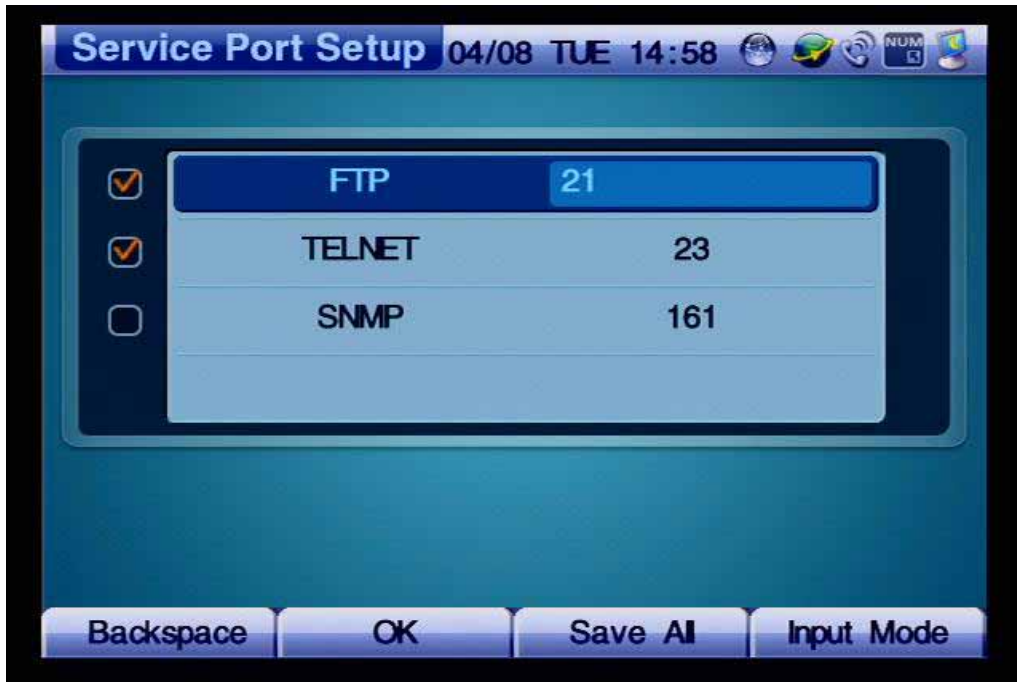 Service Port Setup 04/08 TUE 14:58 NUM
FTP 21
TELNET 23
SNMP 161
Backspace OK Save All Input Mode